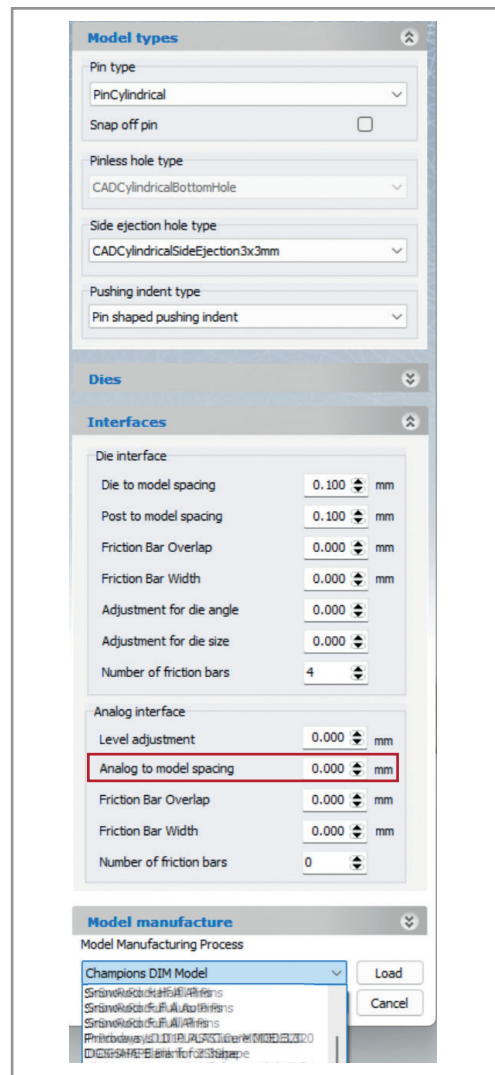 Model types
Pin type
PinCylindrical
Snap off pin
Pinless hole type
CADCylindricalBottomHole
Side ejection hole type
CADCylindricalSideEjection3x3mm
Pushing indent type
Pin shaped pushing indent
Dies
Interfaces
Die interface
Die to model spacing 0.100 mm
Post to model spacing 0.100 mm
Friction Bar Overlap 0.000 mm
Friction Bar Width 0.000 mm
Adjustment for die angle 0.000
Adjustment for die size 0.000
Number of friction bars 4
Analog interface
Level adjustment 0.000 mm
Analog to model spacing 0.000 mm
Friction Bar Overlap 0.000 mm
Friction Bar Width 0.000 mm
Number of friction bars 0
Model manufacture
Model Manufacturing Process
Champions DIM Model Load
Cancel